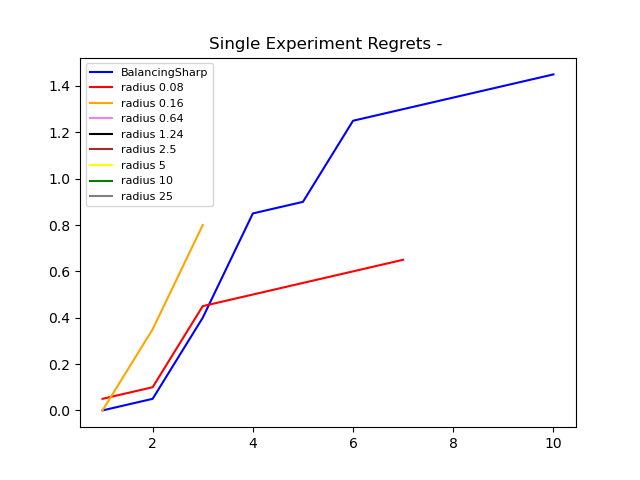 Single Experiment Regrets -
BalancingSharp
radius 0.08
radius 0.16
radius 0.64
radius 1.24
radius 2.5
radius 5
radius 10
radius 25
1.4
1.2
1.0
0.8
0.6
0.4
0.2
0.0
2 4 6 8 10